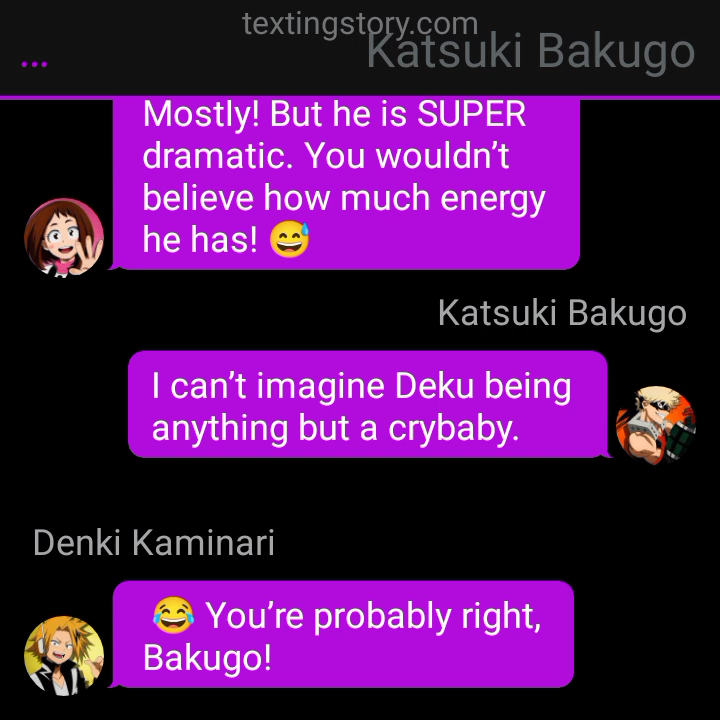 textingstory.com
... Katsuki Bakugo
Mostly! But he is SUPER
dramatic. You wouldn’t
believe how much energy
he has! 😅
Katsuki Bakugo
I can’t imagine Deku being
anything but a crybaby.
Denki Kaminari
😂 You’re probably right,
Bakugo!